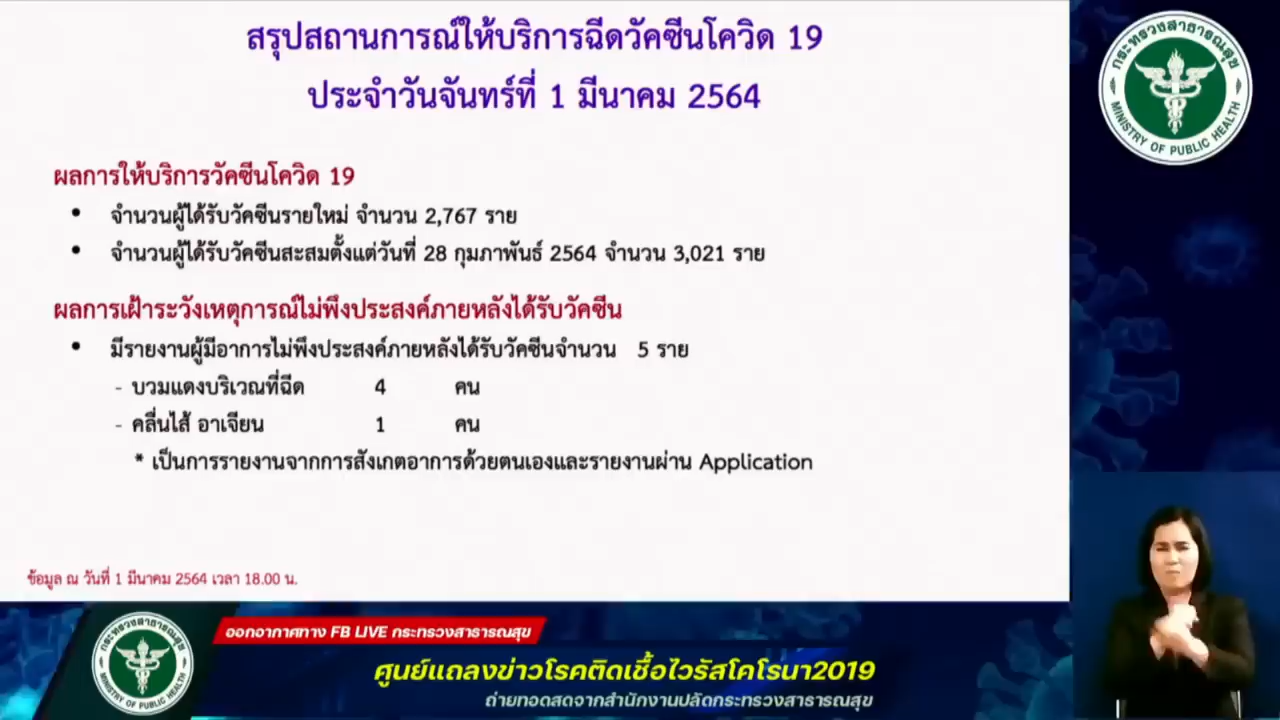 สรุปสถานการณ์ให้บริการฉีดวัคซีนโควิด 19
ประจำวันจันทร์ที่ 1 มีนาคม 2564
ผลการให้บริการวัคซีนโควิด 19
• จำนวนผู้ได้รับวัคซีนรายใหม่ จำนวน 2,767 ราย
• จำนวนผู้ได้รับวัคซีนสะสมตั้งแต่วันที่ 28 กุมภาพันธ์ 2564 จำนวน 3,021 ราย
ผลการเฝ้าระวังเหตุการณ์ไม่พึงประสงค์ภายหลังได้รับวัคซีน
• มีรายงานผู้มีอาการไม่พึงประสงค์ภายหลังได้รับวัคซีนจำนวน 5 ราย
- บวมแดงบริเวณที่ฉีด 4 คน
- คลื่นไส้ อาเจียน 1 คน
* เป็นการรายงานจากการสังเกตอาการด้วยตนเองและรายงานผ่าน Application
ข้อมูล ณ วันที่ 1 มีนาคม 2564 เวลา 18.00 น.
กระทรวงสาธารณสุข
MINISTRY OF PUBLIC HEALTH
กระทรวงสาธารณสุข
MINISTRY OF PUBLIC HEALTH
ออกอากาศทาง FB LIVE กระทรวงสาธารณสุข
ศูนย์แถลงข่าวโรคติดเชื้อไวรัสโคโรนา2019
ถ่ายทอดสดจากสำนักงานปลัดกระทรวงสาธารณสุข